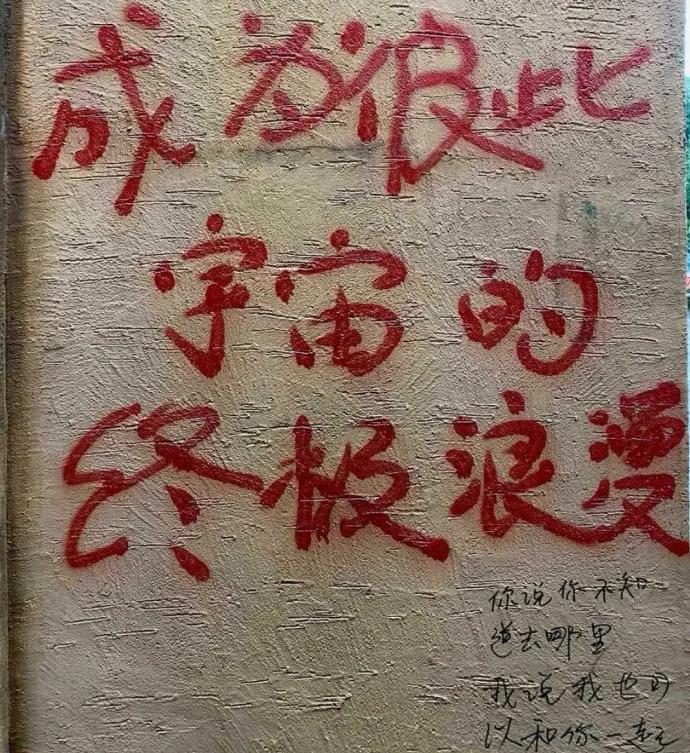 成为彼此
宇宙的
终极浪漫
你说你不知
道去哪里
我说我也可
以和你一起